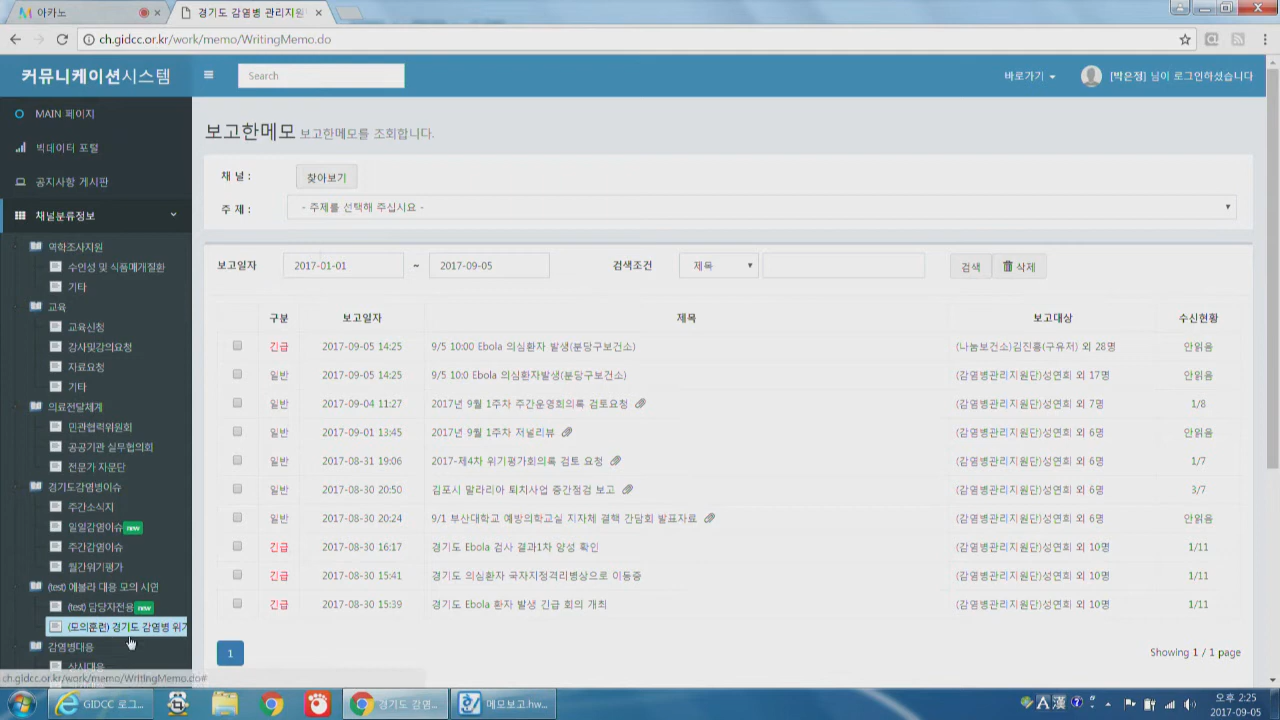 아카노
경기도 감염병 관리지원
ch.gidcc.or.kr/work/memo/WritingMemo.do
커뮤니케이션시스템
Search
바로가기
[박은정] 님이 로그인하셨습니다
MAIN 페이지
빅데이터 포털
공지사항 게시판
채널분류정보
역학조사지원
수인성 및 식품매개질환
기타
교육
교육신청
강사및강의요청
자료요청
기타
의료전달체계
민관협력위원회
공공기관 실무협의회
전문가 자문단
경기도감염병이슈
주간소식지
일일감염이슈 new
주간감염이슈
월간위기평가
(test) 에볼라 대응 모의 시연
(test) 담당자전용 new
(모의훈련) 경기도 감염병 위기
감염병대응
상시대응
보고한메모 보고한메모를 조회합니다.
채 널 : 찾아보기
주 제 : - 주제를 선택해 주십시요 -
보고일자 2017-01-01 ~ 2017-09-05 검색조건 제목 검색 삭제
구분 보고일자 제목 보고대상 수신현황
긴급 2017-09-05 14:25 9/5 10:00 Ebola 의심환자 발생(분당구보건소) (나눔보건소)김진홍(구유저) 외 28명 안읽음
일반 2017-09-05 14:25 9/5 10:0 Ebola 의심환자발생(분당구보건소) (감염병관리지원단)성연희 외 17명 안읽음
일반 2017-09-04 11:27 2017년 9월 1주차 주간운영회의록 검토요청 (감염병관리지원단)성연희 외 7명 1/8
일반 2017-09-01 13:45 2017년 9월 1주차 저널리뷰 (감염병관리지원단)성연희 외 6명 안읽음
일반 2017-08-31 19:06 2017-제4차 위기평가회의록 검토 요청 (감염병관리지원단)성연희 외 6명 1/7
일반 2017-08-30 20:50 김포시 말라리아 퇴치사업 중간점검 보고 (감염병관리지원단)성연희 외 6명 3/7
일반 2017-08-30 20:24 9/1 부산대학교 예방의학교실 지자체 결핵 간담회 발표자료 (감염병관리지원단)성연희 외 6명 안읽음
긴급 2017-08-30 16:17 경기도 Ebola 검사 결과1차 양성 확인 (감염병관리지원단)성연희 외 10명 1/11
긴급 2017-08-30 15:41 경기도 의심환자 국자지정격리병상으로 이동중 (감염병관리지원단)성연희 외 10명 1/11
긴급 2017-08-30 15:39 경기도 Ebola 환자 발생 긴급 회의 개최 (감염병관리지원단)성연희 외 10명 1/11
1
Showing 1 / 1 page
ch.gidcc.or.kr/work/memo/WritingMemo.do#
GIDCC 로그...
경기도 감염...
메모보고.hw...
A 漢
오후 2:25
2017-09-05